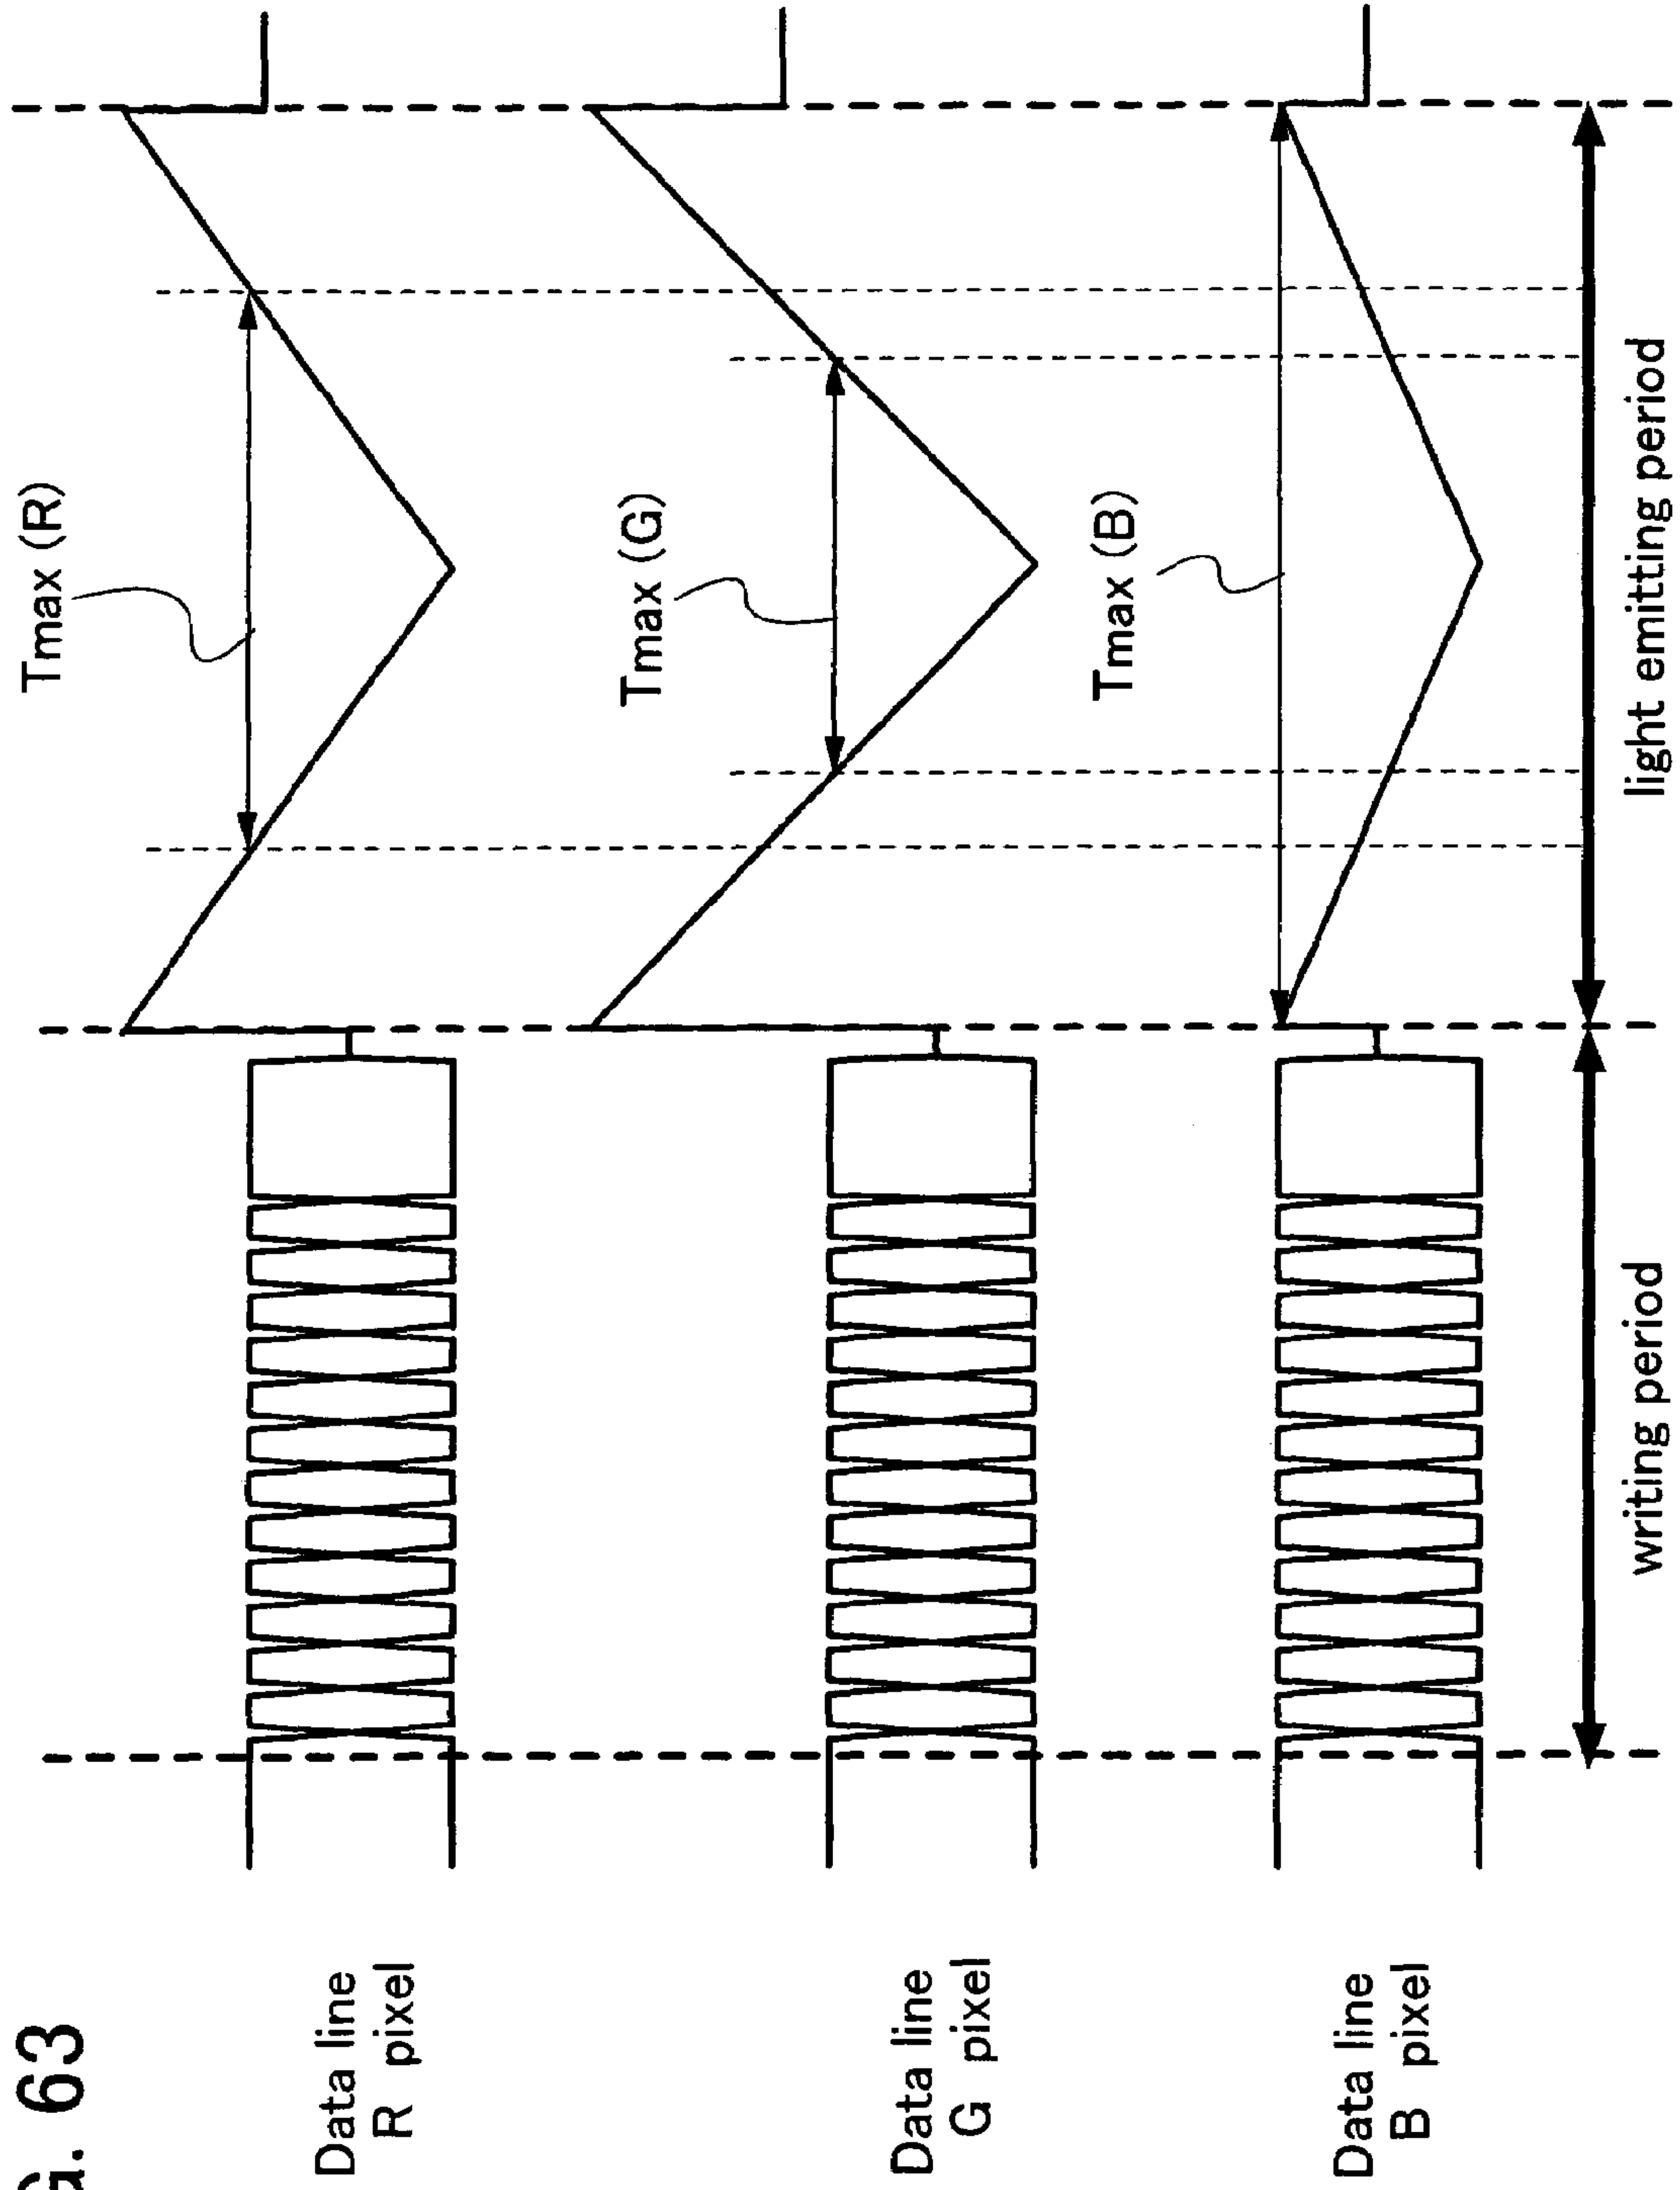 G. 63
Tmax (R)
Data line
R pixel
Tmax (G)
Data line
G pixel
Tmax (B)
Data line
B pixel
writing period
light emitting period